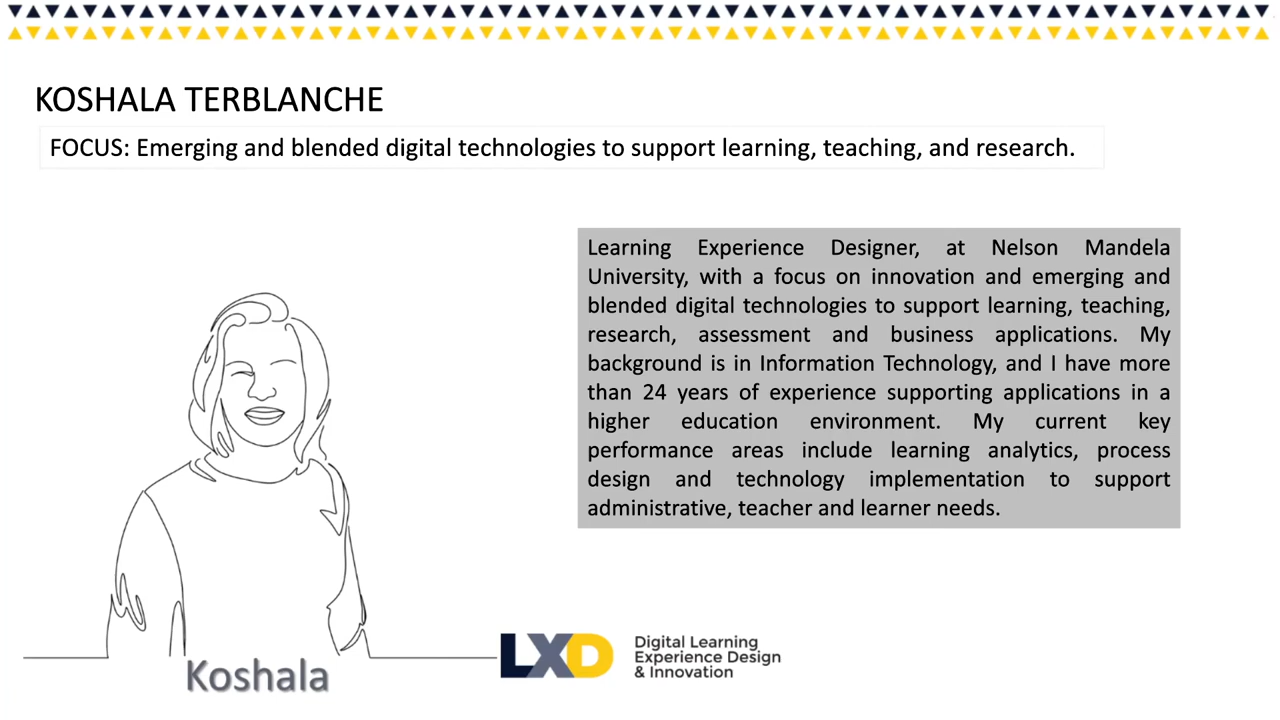 KOSHALA TERBLANCHE
FOCUS: Emerging and blended digital technologies to support learning, teaching, and research.
Learning Experience Designer, at Nelson Mandela
University, with a focus on innovation and emerging and
blended digital technologies to support learning, teaching,
research, assessment and business applications. My
background is in Information Technology, and I have more
than 24 years of experience supporting applications in a
higher education environment. My current key
performance areas include learning analytics, process
design and technology implementation to support
administrative, teacher and learner needs.
Koshala
LXD
Digital Learning
Experience Design
& Innovation